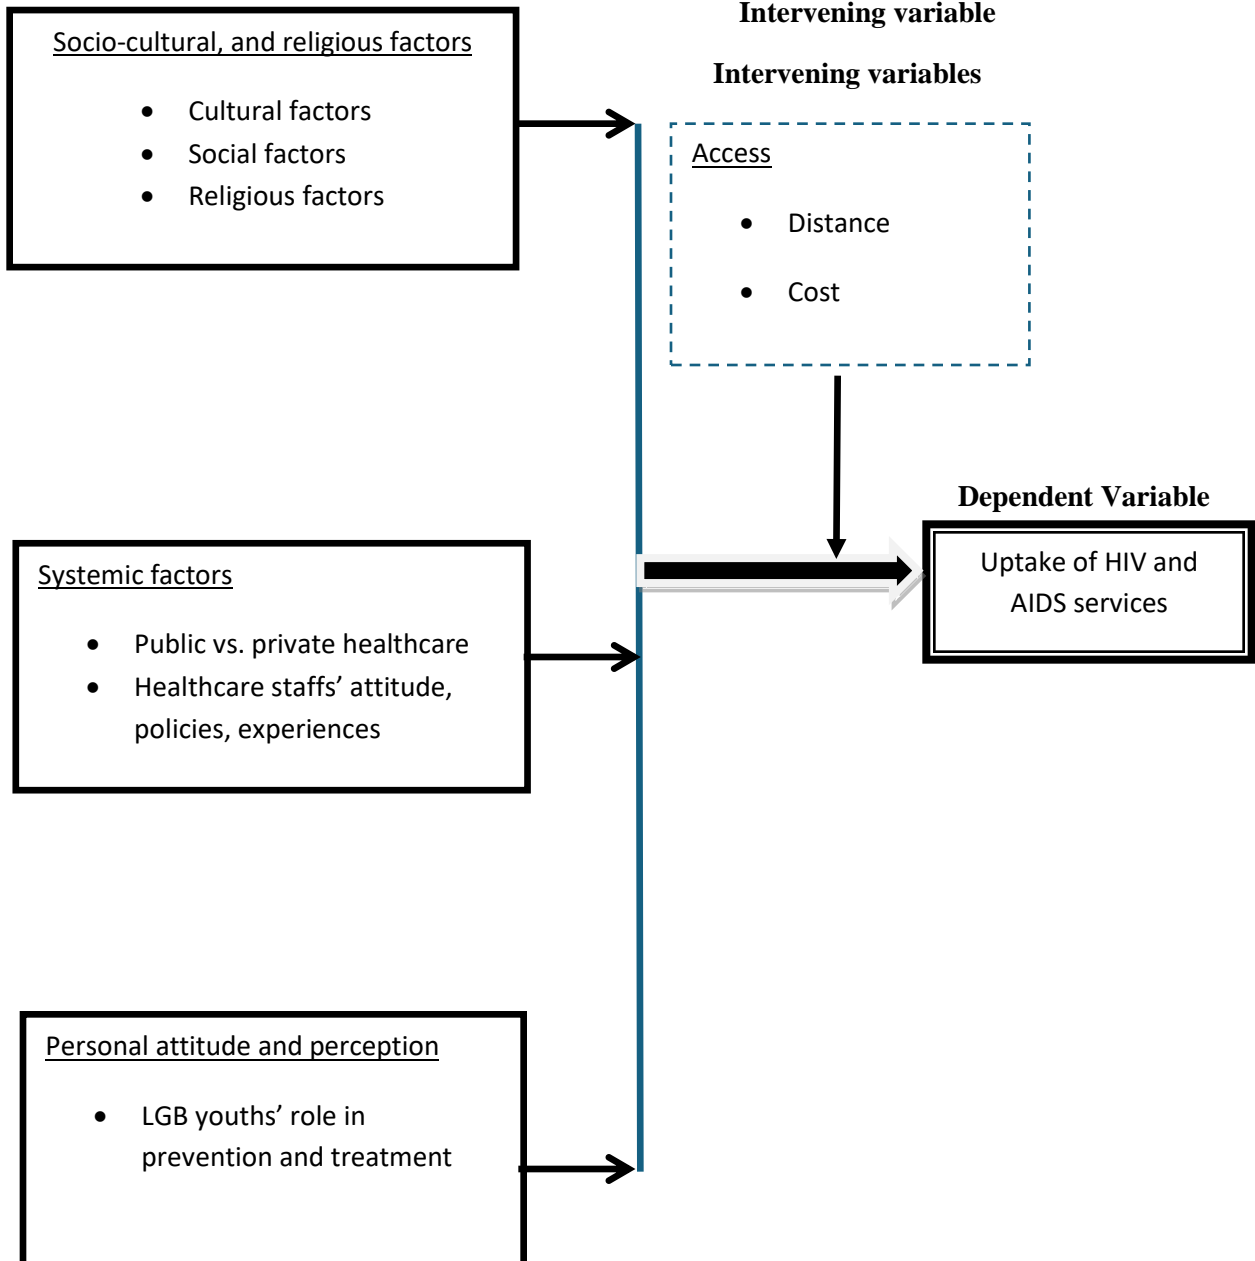 Intervening variable
Socio-cultural, and religious factors
• Cultural factors
• Social factors
• Religious factors
Intervening variables
Access
• Distance
• Cost
Dependent Variable
Uptake of HIV and
AIDS services
Systemic factors
• Public vs. private healthcare
• Healthcare staffs’ attitude,
policies, experiences
Personal attitude and perception
• LGB youths’ role in
prevention and treatment